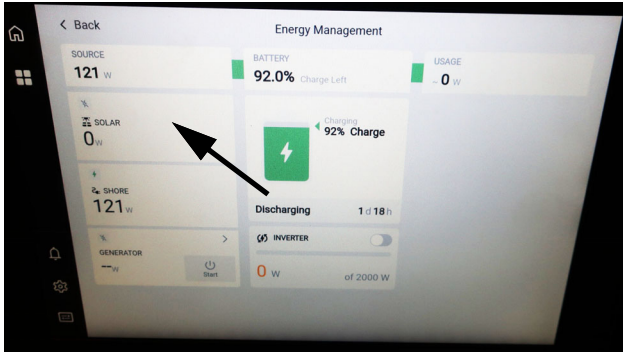 Back
Energy Management
SOURCE
121 W
BATTERY
92.0% Charge Left
USAGE
- 0 W
SOLAR
0 W
Charging
92% Charge
SHORE
121 W
Discharging 1 d 18 h
GENERATOR
-- W
Start
INVERTER
0 W of 2000 W